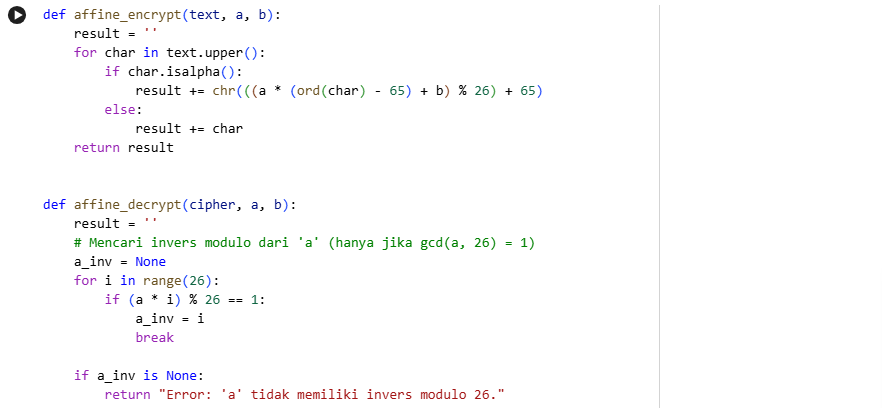 def affine_encrypt(text, a, b):
    result = ''
    for char in text.upper():
        if char.isalpha():
            result += chr(((a * (ord(char) - 65) + b) % 26) + 65)
        else:
            result += char
    return result
def affine_decrypt(cipher, a, b):
    result = ''
    # Mencari invers modulo dari 'a' (hanya jika gcd(a, 26) = 1)
    a_inv = None
    for i in range(26):
        if (a * i) % 26 == 1:
            a_inv = i
            break
    if a_inv is None:
        return "Error: 'a' tidak memiliki invers modulo 26."